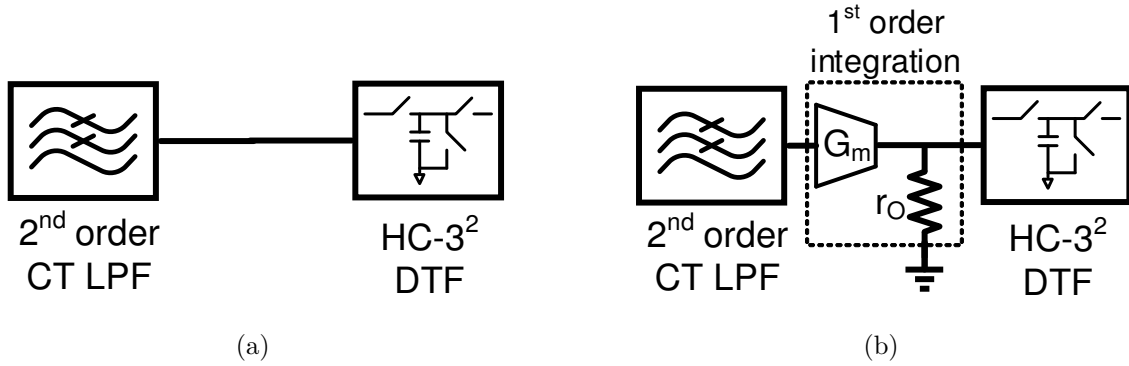 1st order
integration
Gm
rO
2nd order
CT LPF
HC-3²
DTF
2nd order
CT LPF
HC-3²
DTF
(a)
(b)